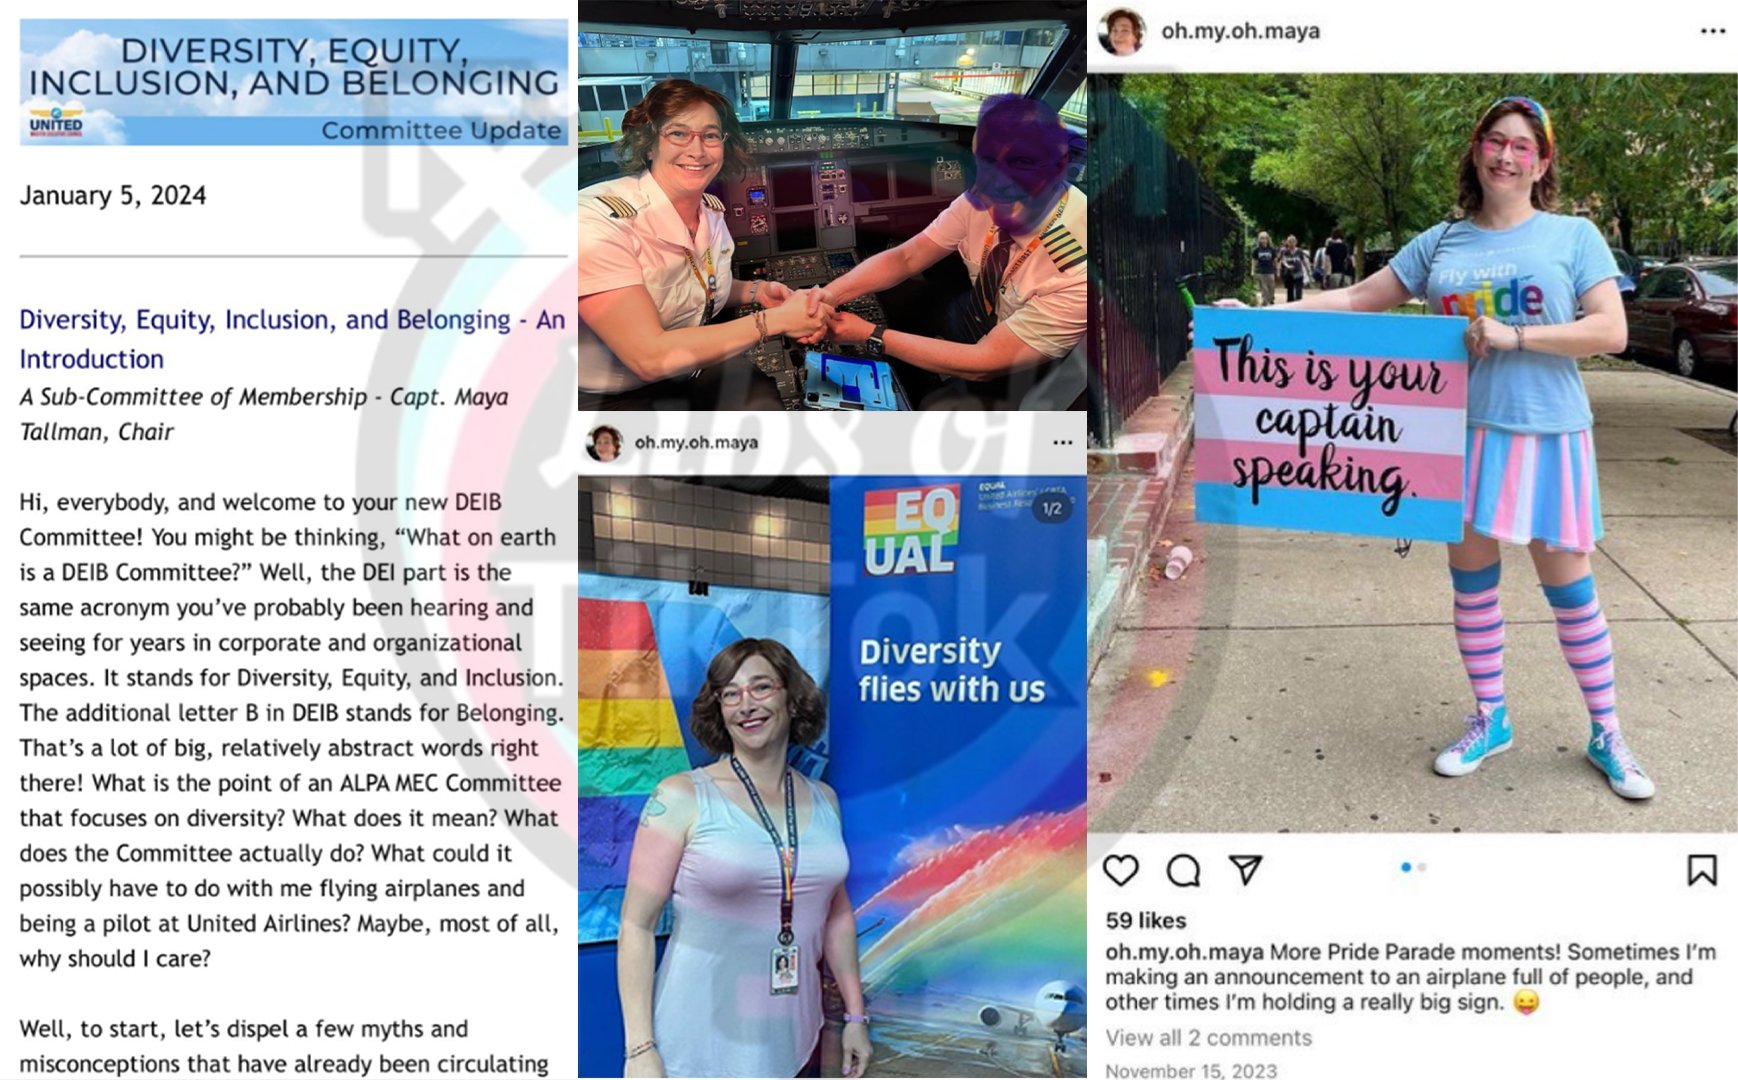 DIVERSITY, EQUITY,
INCLUSION, AND BELONGING
UNITED
Committee Update
January 5, 2024
Diversity, Equity, Inclusion, and Belonging - An
Introduction
A Sub-Committee of Membership - Capt. Maya
Tallman, Chair
Hi, everybody, and welcome to your new DEIB
Committee! You might be thinking, “What on earth
is a DEIB Committee?” Well, the DEI part is the
same acronym you’ve probably been hearing and
seeing for years in corporate and organizational
spaces. It stands for Diversity, Equity, and Inclusion.
The additional letter B in DEIB stands for Belonging.
That’s a lot of big, relatively abstract words right
there! What is the point of an ALPA MEC Committee
that focuses on diversity? What does it mean? What
does the Committee actually do? What could it
possibly have to do with me flying airplanes and
being a pilot at United Airlines? Maybe, most of all,
why should I care?
Well, to start, let’s dispel a few myths and
misconceptions that have already been circulating
oh.my.oh.maya
EQUAL
United Airlines'
Business
1/2
EQ
UAL
Diversity
flies with us
oh.my.oh.maya
Fly with
pride
This is your
captain
speaking.
59 likes
oh.my.oh.maya More Pride Parade moments! Sometimes I’m
making an announcement to an airplane full of people, and
other times I’m holding a really big sign. 😛
View all 2 comments
November 15, 2023
Libs of
TikTok